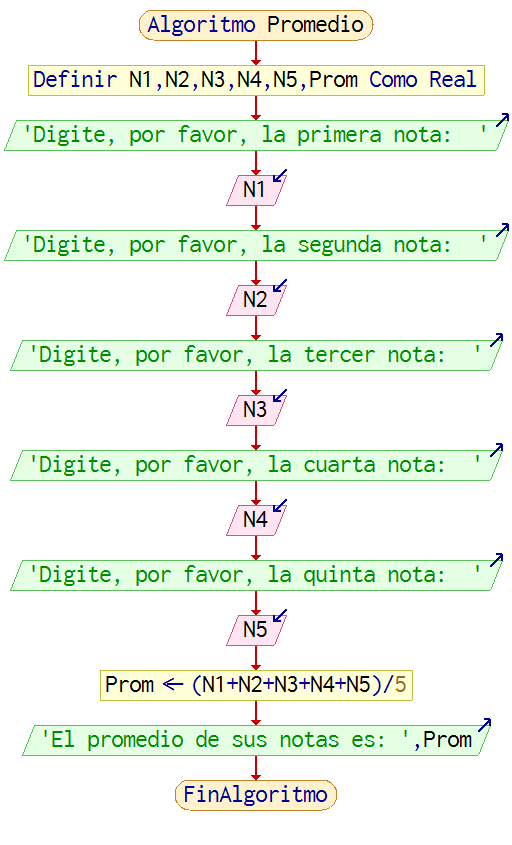 Algoritmo Promedio
Definir N1,N2,N3,N4,N5,Prom Como Real
'Digite, por favor, la primera nota:  '
N1
'Digite, por favor, la segunda nota:  '
N2
'Digite, por favor, la tercer nota:  '
N3
'Digite, por favor, la cuarta nota:  '
N4
'Digite, por favor, la quinta nota:  '
N5
Prom ← (N1+N2+N3+N4+N5)/5
'El promedio de sus notas es: ',Prom
FinAlgoritmo